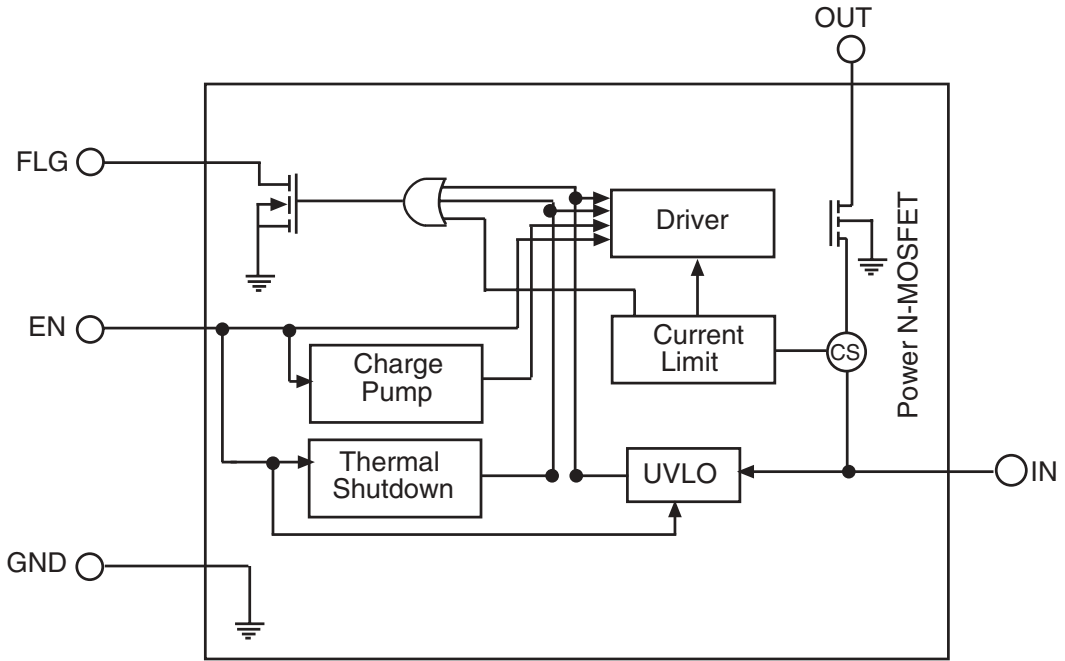 OUT
FLG
Driver
Power N-MOSFET
EN
Current
Limit
CS
Charge
Pump
Thermal
Shutdown
UVLO
IN
GND